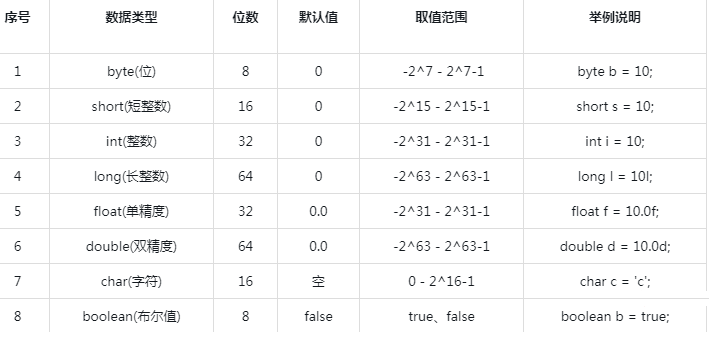 序号 数据类型 位数 默认值 取值范围 举例说明
1 byte(位) 8 0 -2^7 - 2^7-1 byte b = 10;
2 short(短整数) 16 0 -2^15 - 2^15-1 short s = 10;
3 int(整数) 32 0 -2^31 - 2^31-1 int i = 10;
4 long(长整数) 64 0 -2^63 - 2^63-1 long l = 10l;
5 float(单精度) 32 0.0 -2^31 - 2^31-1 float f = 10.0f;
6 double(双精度) 64 0.0 -2^63 - 2^63-1 double d = 10.0d;
7 char(字符) 16 空 0 - 2^16-1 char c = 'c';
8 boolean(布尔值) 8 false true、false boolean b = true;